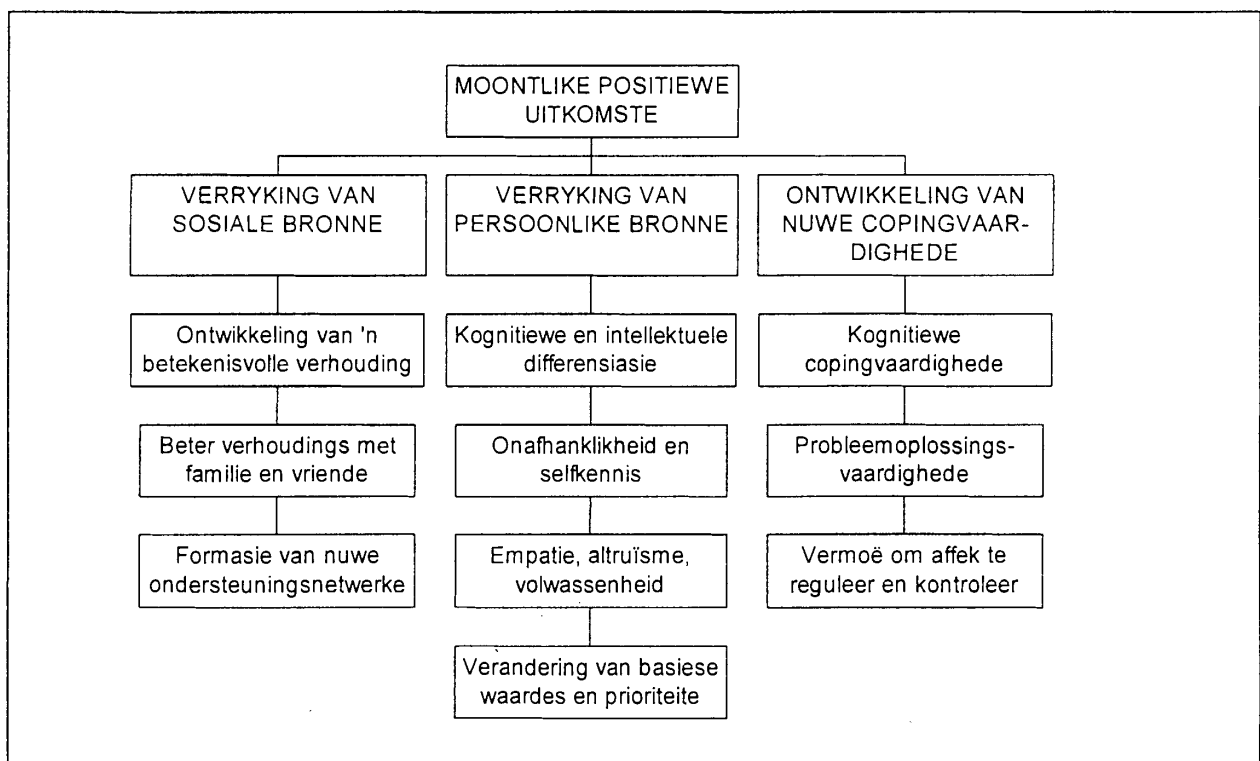 MOONTLIKE POSITIEWE
UITKOMSTE
VERRYKING VAN
SOSIALE BRONNE
VERRYKING VAN
PERSOONLIKE BRONNE
ONTWIKKELING VAN
NUWE COPINGVAAR-
DIGHEDE
Ontwikkeling van 'n
betekenisvolle verhouding
Beter verhoudings met
familie en vriende
Formasie van nuwe
ondersteuningsnetwerke
Kognitiewe en intellektuele
differensiasie
Onafhanklikheid en
selfkennis
Empatie, altruïsme,
volwassenheid
Verandering van basiese
waardes en prioriteite
Kognitiewe
copingvaardighede
Probleemoplossings-
vaardighede
Vermoë om affek te
reguleer en kontroleer